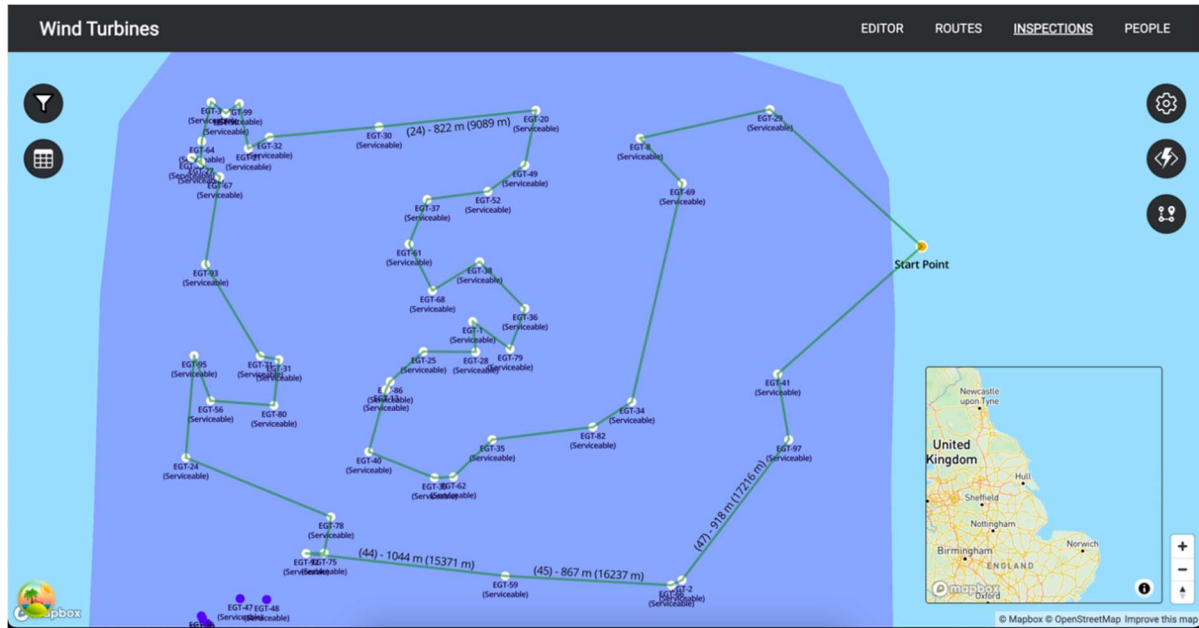 Wind Turbines
EDITOR
ROUTES
INSPECTIONS
PEOPLE
EGT-99
EGT-20
(Serviceable)
EGT-29
(Serviceable)
(24) - 822 m (9089 m)
EGT-30
(Serviceable)
EGT-32
(Serviceable)
EGT-64
EGT-8
(Serviceable)
EGT-49
(Serviceable)
EGT-67
(Serviceable)
EGT-52
(Serviceable)
EGT-69
(Serviceable)
EGT-37
(Serviceable)
EGT-61
(Serviceable)
Start Point
EGT-93
(Serviceable)
EGT-38
(Serviceable)
EGT-68
(Serviceable)
EGT-36
(Serviceable)
EGT-1
(Serviceable)
EGT-25
(Serviceable)
EGT-28
(Serviceable)
EGT-79
(Serviceable)
EGT-95
(Serviceable)
EGT-31
(Serviceable)
EGT-41
(Serviceable)
EGT-56
(Serviceable)
EGT-80
(Serviceable)
EGT-34
(Serviceable)
EGT-82
(Serviceable)
EGT-35
(Serviceable)
EGT-97
(Serviceable)
EGT-40
(Serviceable)
EGT-24
(Serviceable)
EGT-62
(Serviceable)
(47) - 918 m (17216 m)
EGT-78
(Serviceable)
EGT-75
(Serviceable)
(44) - 1044 m (15371 m)
(45) - 867 m (16237 m)
EGT-59
(Serviceable)
EGT-2
(Serviceable)
EGT-47
(Serviceable)
EGT-48
(Serviceable)
Newcastle
upon Tyne
United
Kingdom
Hull
Sheffield
Nottingham
Norwich
Birmingham
ENGLAND
Oxford
mapbox
© Mapbox © OpenStreetMap Improve this map